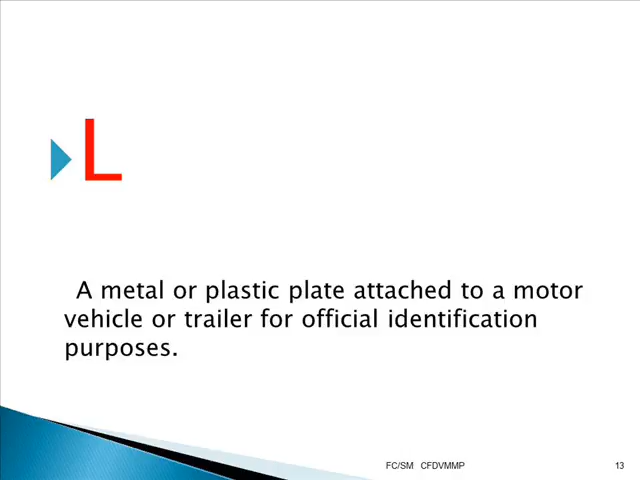 L
A metal or plastic plate attached to a motor
vehicle or trailer for official identification
purposes.
FC/SM CFDVMMP 13